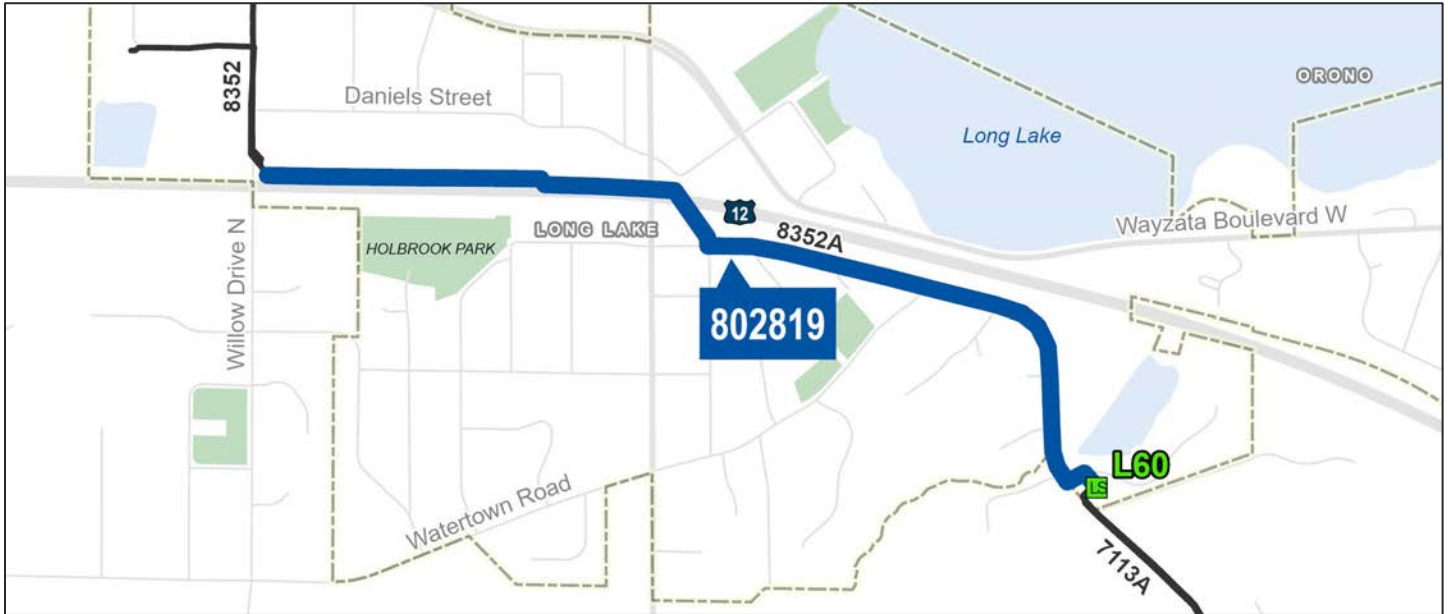 ORONO
8352
Daniels Street
Long Lake
12
Wayzata Boulevard W
LONG LAKE
8352A
HOLBROOK PARK
Willow Drive N
802819
L60
LS
Watertown Road
7113A